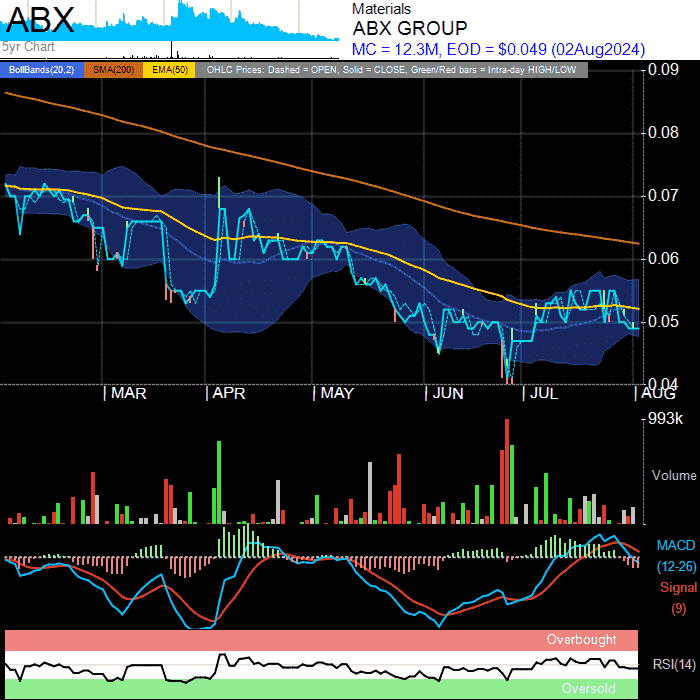 ABX
5yr Chart
Materials
ABX GROUP
MC = 12.3M, EOD = $0.049 (02Aug2024)
BollBands(20,2) SMA(200) EMA(50) OHLC Prices: Dashed = OPEN, Solid = CLOSE, Green/Red bars = Intra-day HIGH/LOW
0.09
0.08
0.07
0.06
0.05
0.04
MAR APR MAY JUN JUL AUG
993k
Volume
MACD
(12-26)
Signal
(9)
Overbought
RSI(14)
Oversold